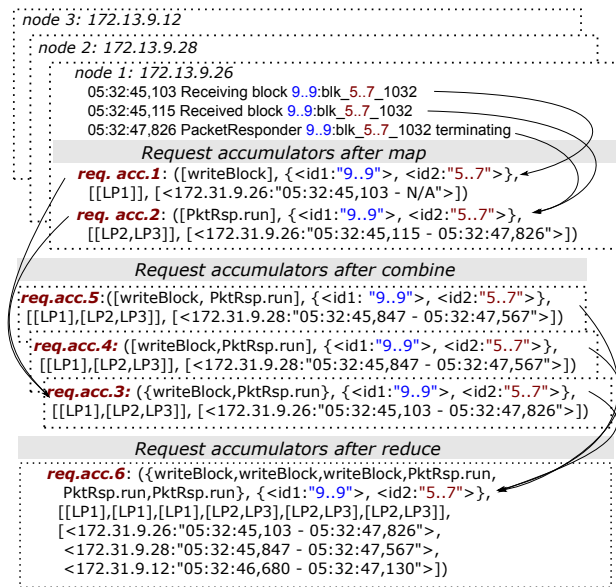 node 3: 172.13.9.12
node 2: 172.13.9.28
node 1: 172.13.9.26
05:32:45,103 Receiving block 9..9:blk_5..7_1032
05:32:45,115 Received block 9..9:blk_5..7_1032
05:32:47,826 PacketResponder 9..9:blk_5..7_1032 terminating
Request accumulators after map
req. acc.1: ([writeBlock], {<id1:"9..9">, <id2:"5..7">},
[[LP1]], [<172.31.9.26:"05:32:45,103 - N/A">])
req. acc.2: ([PktRsp.run], {<id1:"9..9">, <id2:"5..7">},
[[LP2,LP3]], [<172.31.9.26:"05:32:45,115 - 05:32:47,826">])
Request accumulators after combine
req.acc.5:([writeBlock, PktRsp.run], {<id1: "9..9">, <id2:"5..7">},
[[LP1],[LP2,LP3]], [<172.31.9.28:"05:32:45,847 - 05:32:47,567">])
req.acc.4: ([writeBlock,PktRsp.run], {<id1:"9..9">, <id2:"5..7">},
[[LP1],[LP2,LP3]], [<172.31.9.28:"05:32:45,847 - 05:32:47,567">])
req.acc.3: ({writeBlock,PktRsp.run}, {<id1:"9..9">, <id2:"5..7">},
[[LP1],[LP2,LP3]], [<172.31.9.26:"05:32:45,103 - 05:32:47,826">])
Request accumulators after reduce
req.acc.6: ({writeBlock,writeBlock,writeBlock,PktRsp.run,
PktRsp.run,PktRsp.run}, {<id1:"9..9">, <id2:"5..7">},
[[LP1],[LP1],[LP1],[LP2,LP3],[LP2,LP3],[LP2,LP3]],
[<172.31.9.26:"05:32:45,103 - 05:32:47,826">,
<172.31.9.28:"05:32:45,847 - 05:32:47,567">,
<172.31.9.12:"05:32:46,680 - 05:32:47,130">])